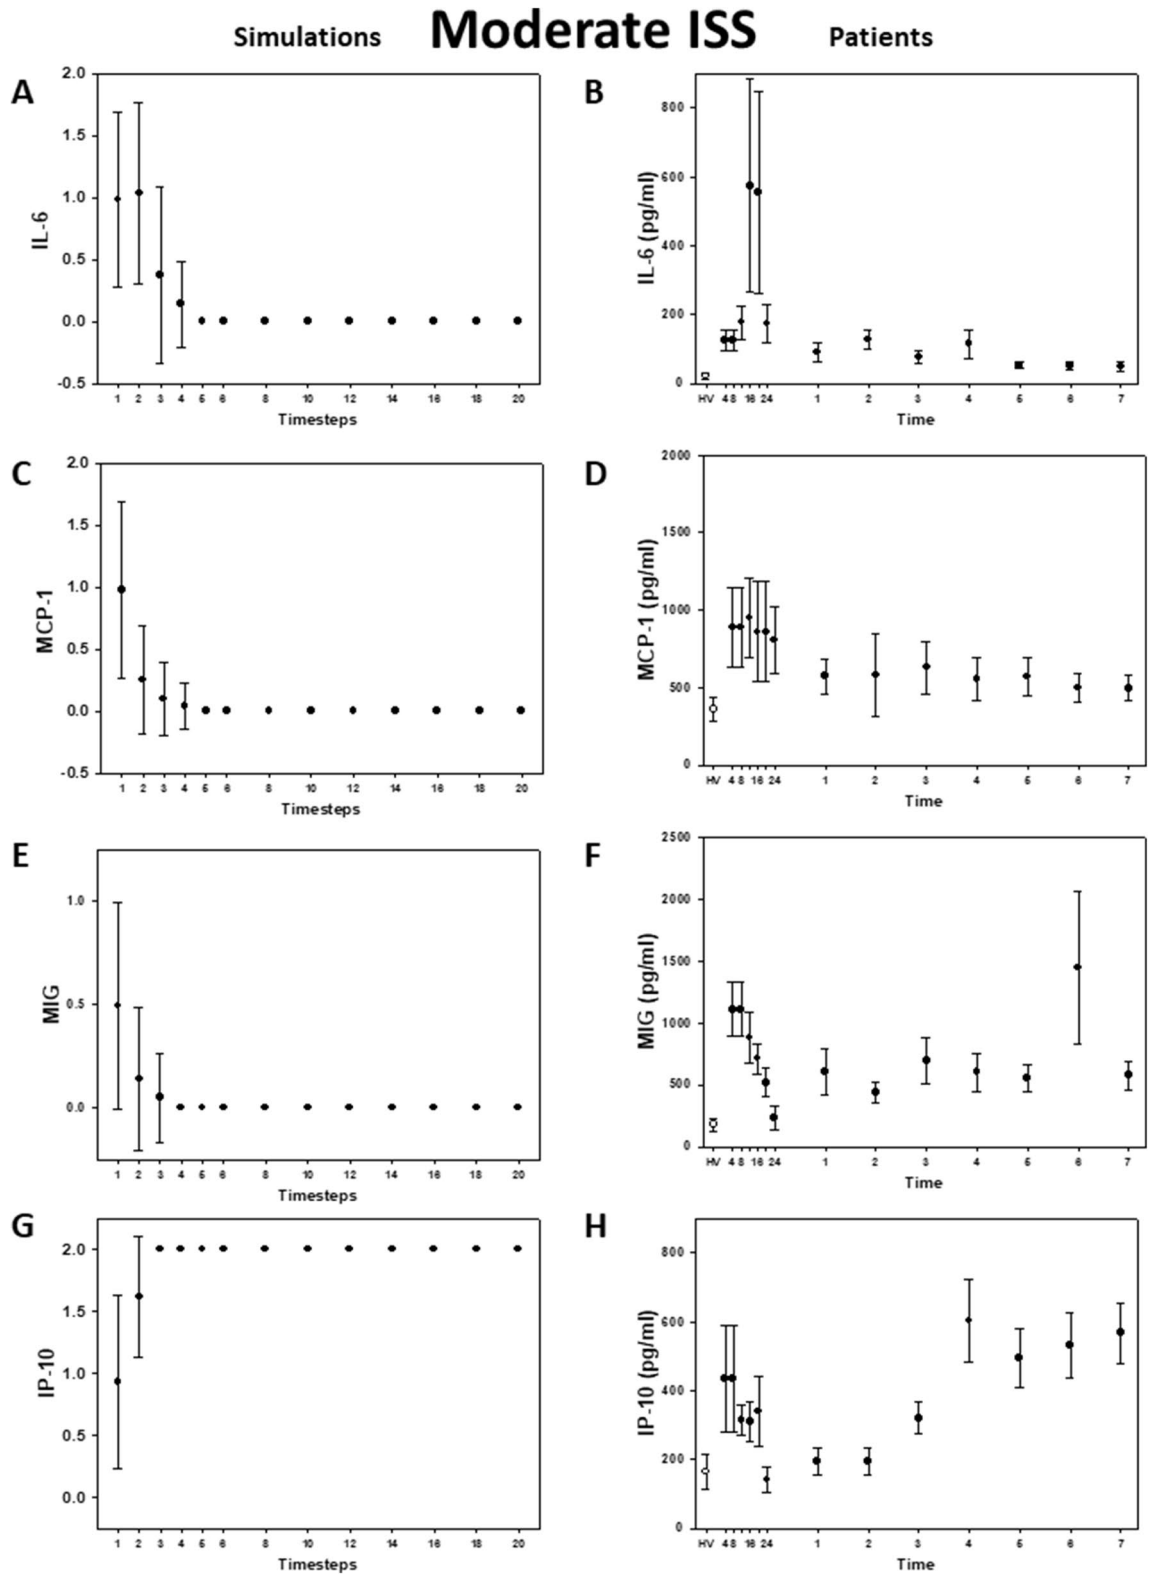 Simulations Moderate ISS Patients
A
2.0
1.5
1.0
0.5
0.0
-0.5
IL-6
1 2 3 4 5 6 8 10 12 14 16 18 20
Timesteps
B
800
600
400
200
0
IL-6 (pg/ml)
HV 4 8 16 24 1 2 3 4 5 6 7
Time
C
2.0
1.5
1.0
0.5
0.0
-0.5
MCP-1
1 2 3 4 5 6 8 10 12 14 16 18 20
Timesteps
D
2000
1500
1000
500
0
MCP-1 (pg/ml)
HV 4 8 16 24 1 2 3 4 5 6 7
Time
E
1.0
0.5
0.0
MIG
1 2 3 4 5 6 8 10 12 14 16 18 20
Timesteps
F
2500
2000
1500
1000
500
0
MIG (pg/ml)
HV 4 8 16 24 1 2 3 4 5 6 7
Time
G
2.0
1.5
1.0
0.5
0.0
IP-10
1 2 3 4 5 6 8 10 12 14 16 18 20
Timesteps
H
800
600
400
200
0
IP-10 (pg/ml)
HV 4 8 16 24 1 2 3 4 5 6 7
Time